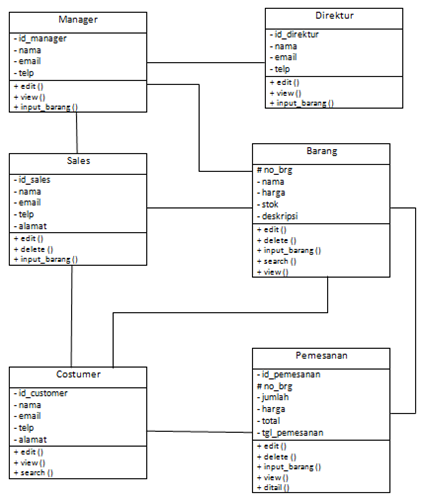 Manager
- id_manager
- nama
- email
- telp
+ edit ()
+ view ()
+ input_barang ()
Direktur
- id_direktur
- nama
- email
- telp
+ edit ()
+ view ()
+ input_barang ()
Sales
- id_sales
- nama
- email
- telp
- alamat
+ edit ()
+ delete ()
+ input_barang ()
Barang
# no_brg
- nama
- harga
- stok
- deskripsi
+ edit ()
+ delete ()
+ input_barang ()
+ search ()
+ view ()
Costumer
- id_customer
- nama
- email
- telp
- alamat
+ edit ()
+ view ()
+ search ()
Pemesanan
- id_pemesanan
# no_brg
- jumlah
- harga
- total
- tgl_pemesanan
+ edit ()
+ delete ()
+ input_barang ()
+ view ()
+ ditail ()